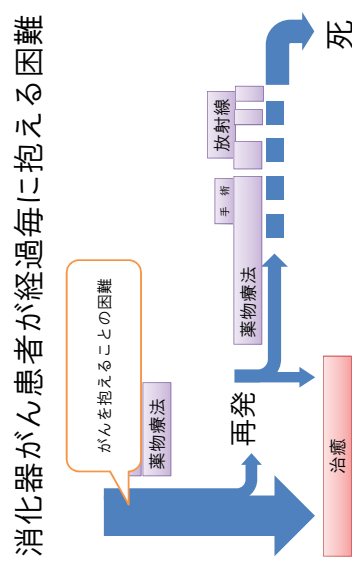 消化器がん患者が経過毎に抱える困難
がんを抱えることの困難
薬物療法
再発
治癒
薬物療法
手術
放射線
死